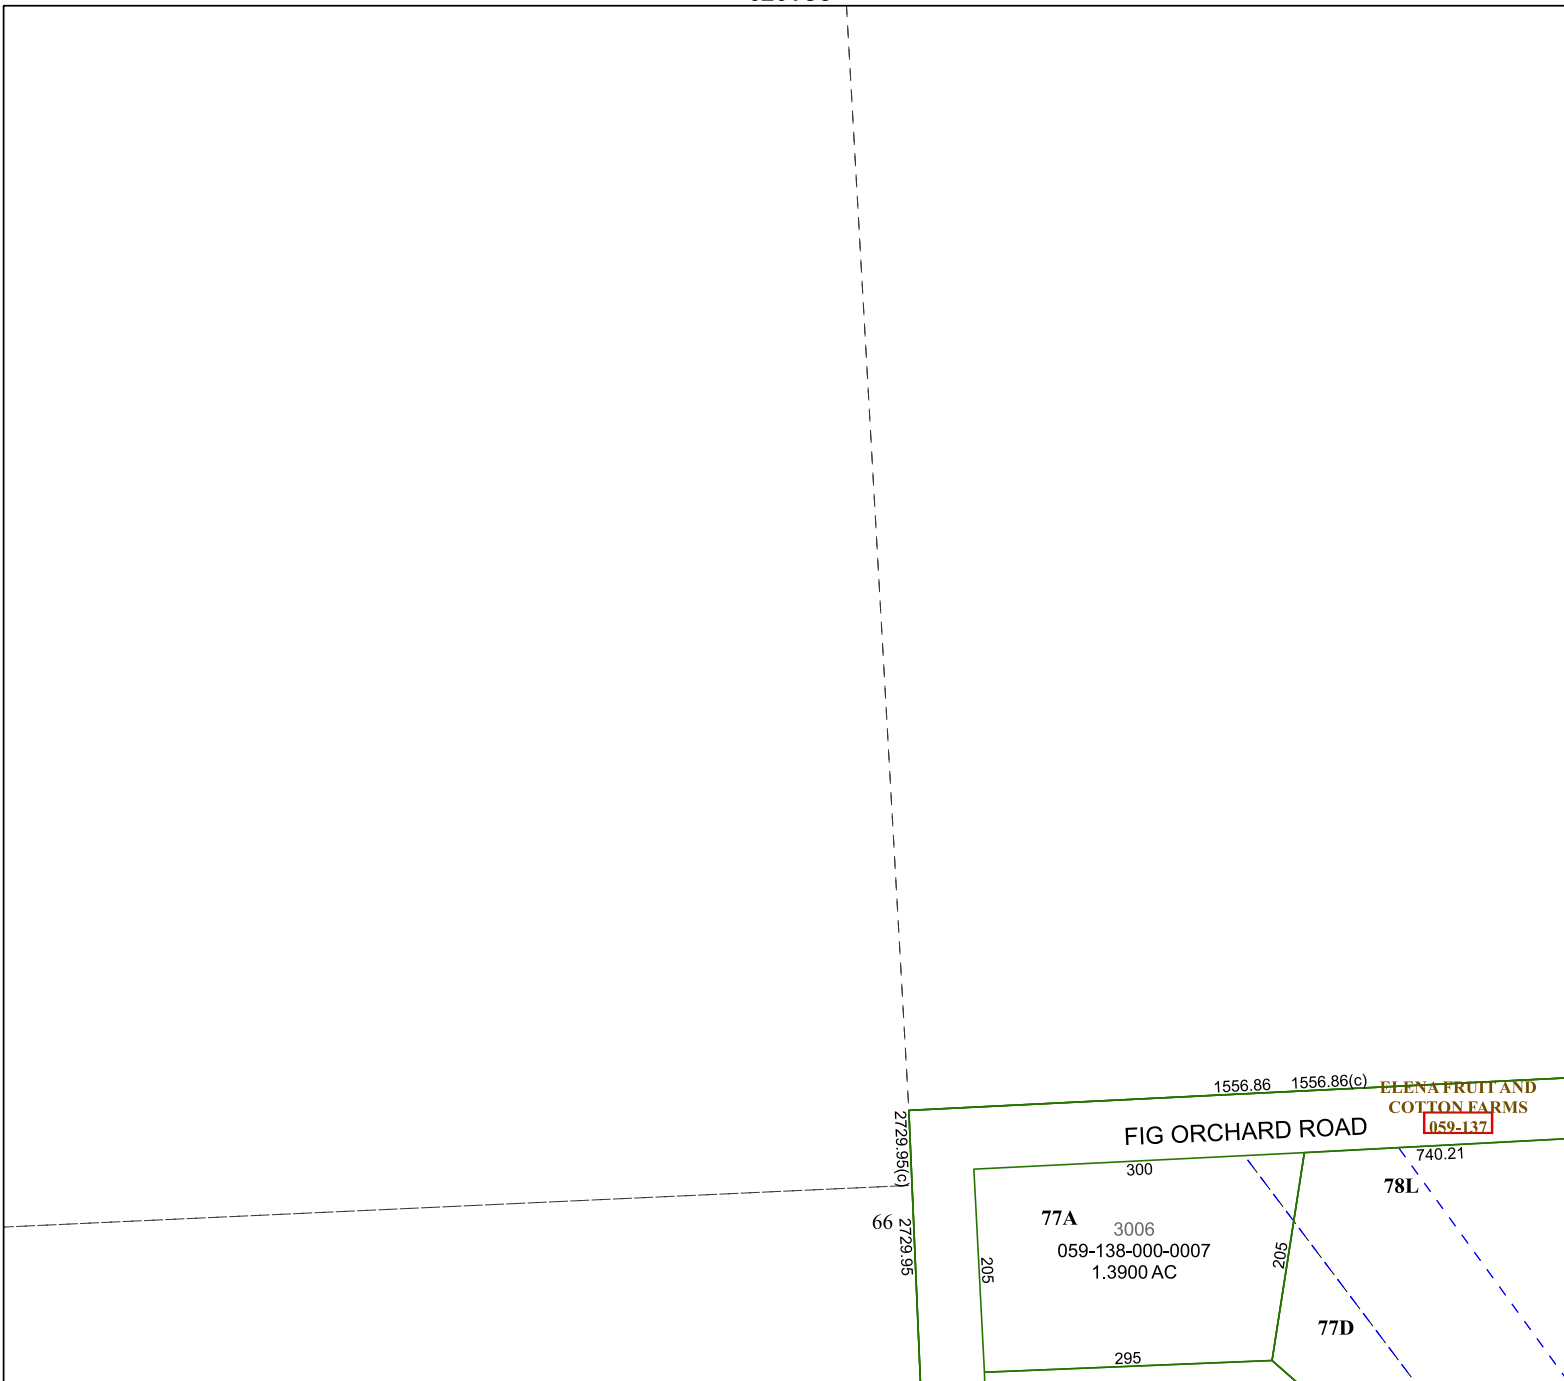 1556.86
1556.86(c)
ELENA FRUIT AND
COTTON FARMS
059-137
FIG ORCHARD ROAD
740.21
2729.95(c)
300
78L
66
2729.95
77A
3006
059-138-000-0007
1.3900 AC
205
205
77D
295